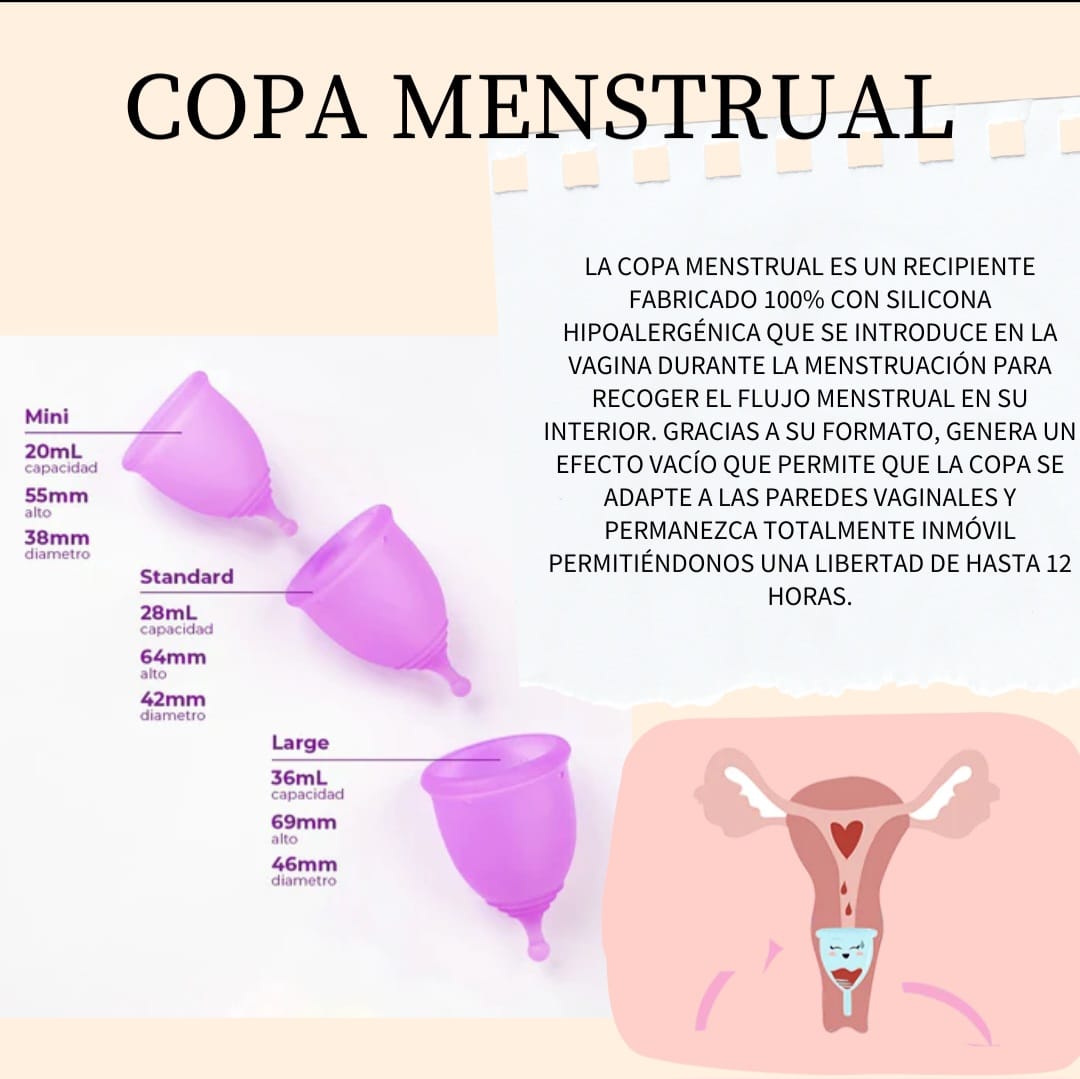 COPA MENSTRUAL
LA COPA MENSTRUAL ES UN RECIPIENTE
FABRICADO 100% CON SILICONA
HIPOALERGÉNICA QUE SE INTRODUCE EN LA
VAGINA DURANTE LA MENSTRUACIÓN PARA
RECOGER EL FLUJO MENSTRUAL EN SU
INTERIOR. GRACIAS A SU FORMATO, GENERA UN
EFECTO VACÍO QUE PERMITE QUE LA COPA SE
ADAPTE A LAS PAREDES VAGINALES Y
PERMANEZCA TOTALMENTE INMÓVIL
PERMITIÉNDONOS UNA LIBERTAD DE HASTA 12
HORAS.
Mini
20mL
capacidad
55mm
alto
38mm
diametro
Standard
28mL
capacidad
64mm
alto
42mm
diametro
Large
36mL
capacidad
69mm
alto
46mm
diametro